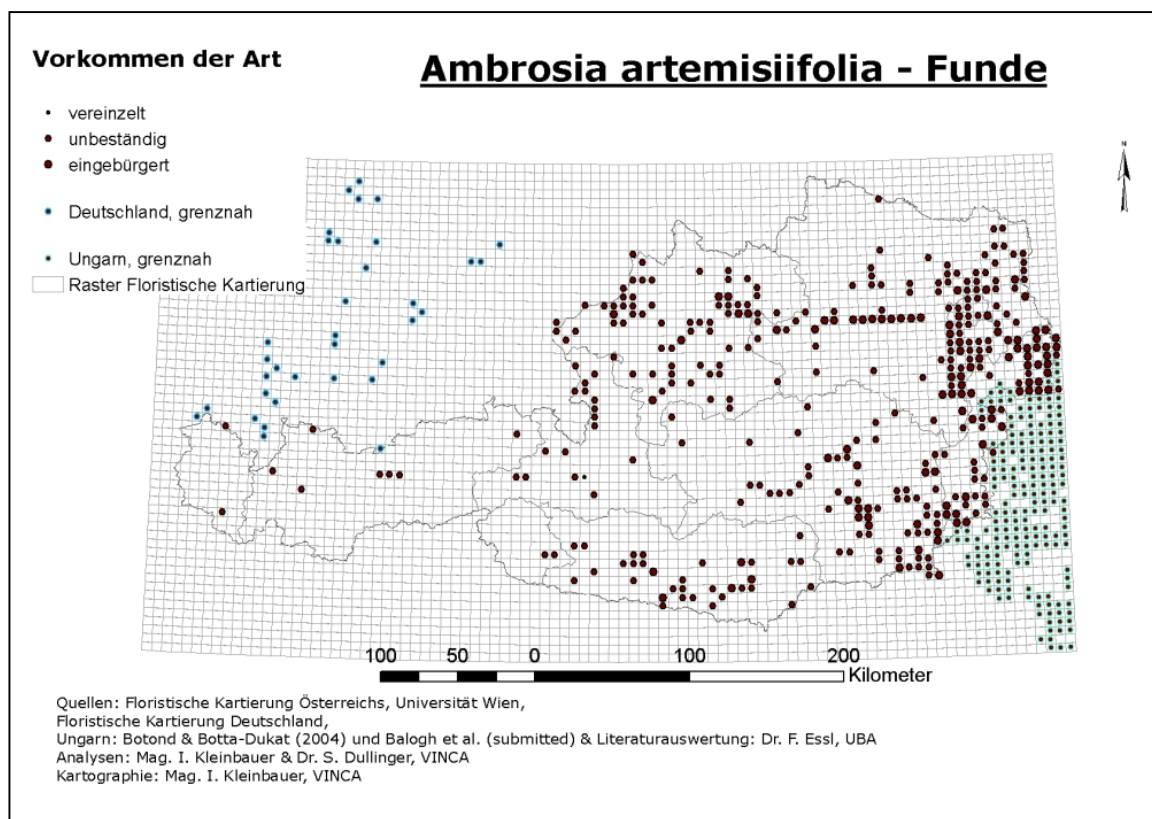 Vorkommen der Art
Ambrosia artemisiifolia - Funde
vereinzelt
unbeständig
eingebürgert
Deutschland, grenznah
Ungarn, grenznah
Raster Floristische Kartierung
N
100 50 0 100 200
Kilometer
Quellen: Floristische Kartierung Österreichs, Universität Wien,
Floristische Kartierung Deutschland,
Ungarn: Botond & Botta-Dukat (2004) und Balogh et al. (submitted) & Literaturauswertung: Dr. F. Essl, UBA
Analysen: Mag. I. Kleinbauer & Dr. S. Dullinger, VINCA
Kartographie: Mag. I. Kleinbauer, VINCA